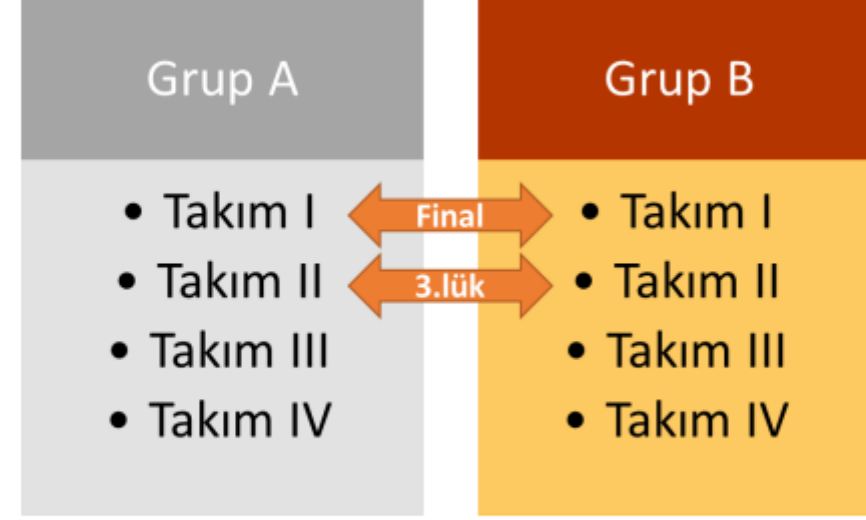 Grup A
• Takım I
• Takım II
• Takım III
• Takım IV
Final
3.lük
Grup B
• Takım I
• Takım II
• Takım III
• Takım IV